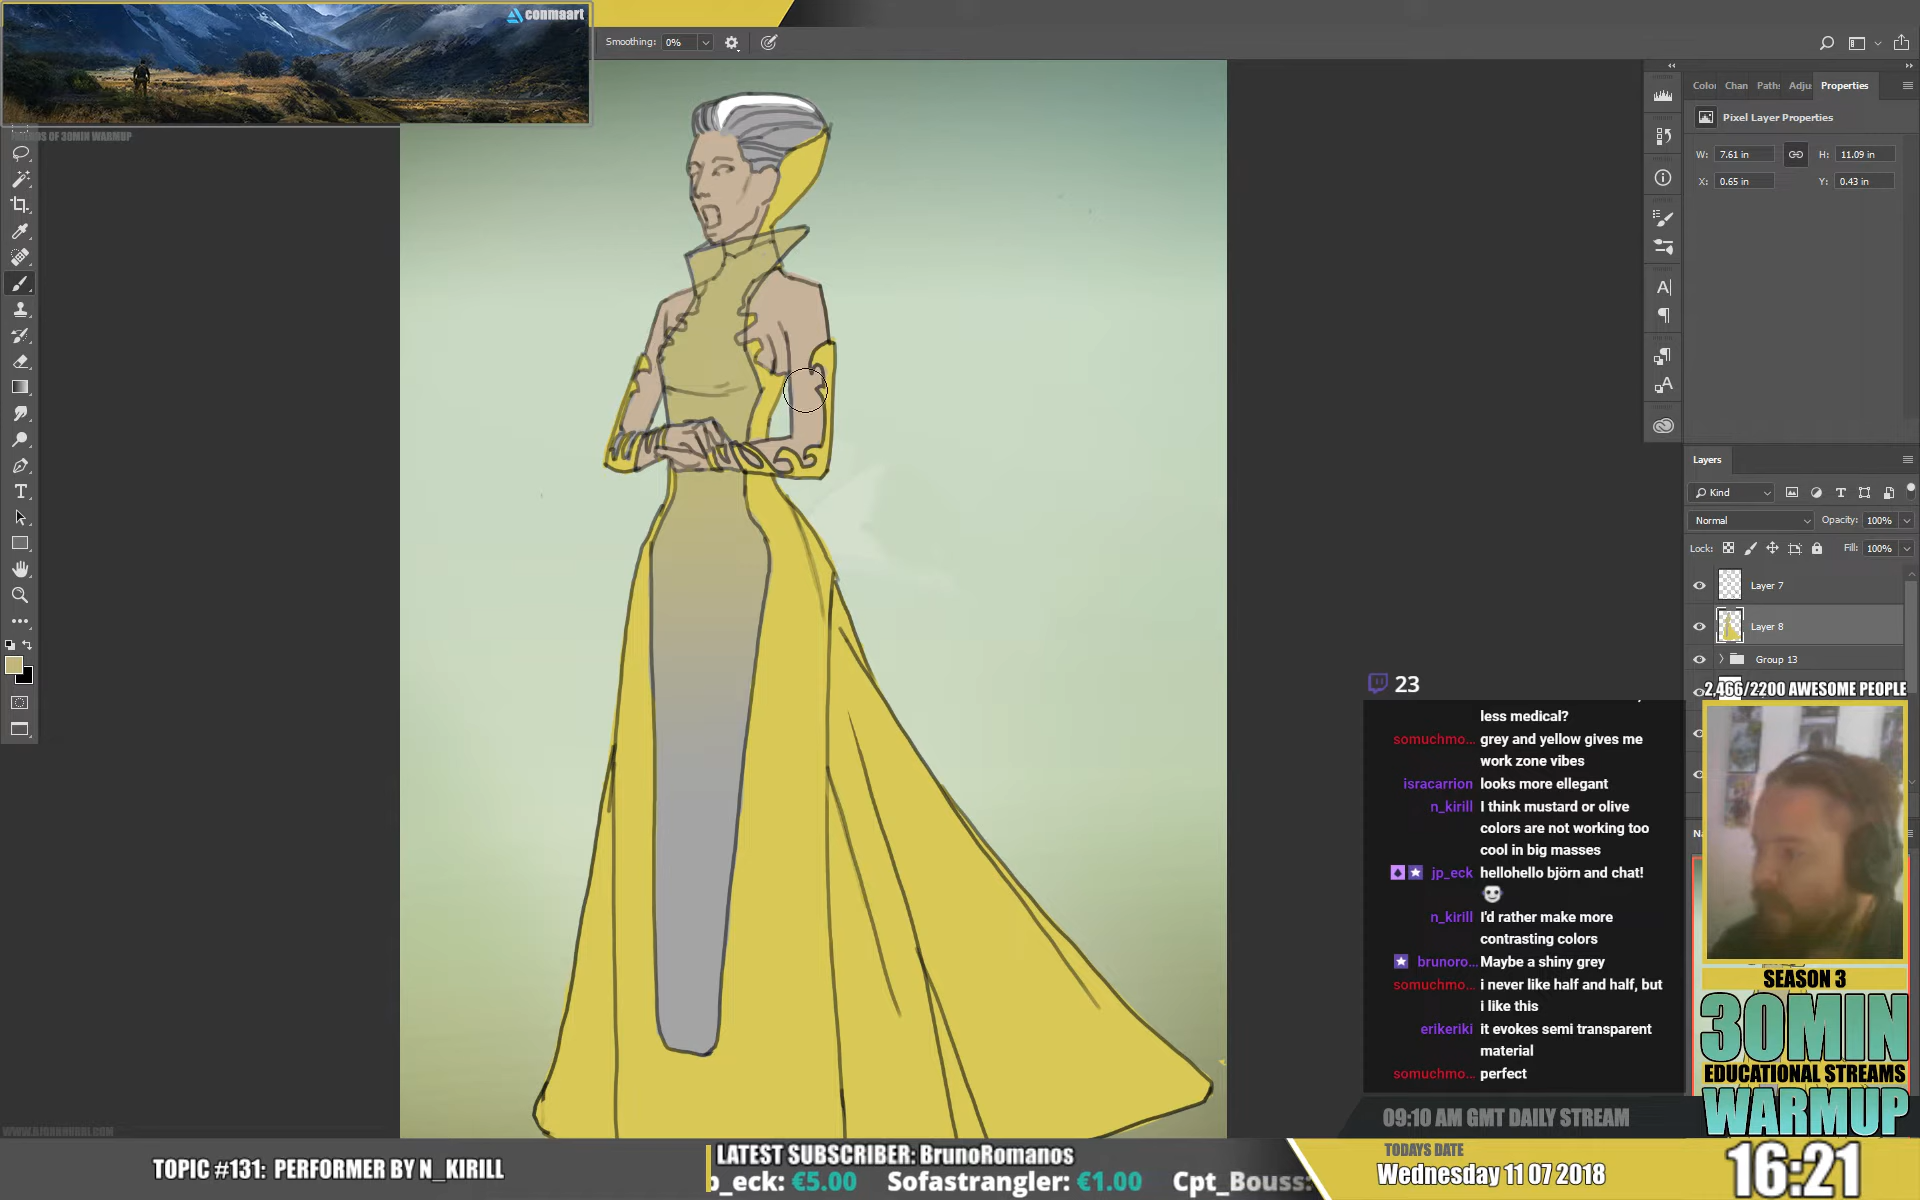 conmaart
Smoothing: 0%
OF 30MIN WARMUP
Chan Path: Adju Properties
Pixel Layer Properties
W: 7.61 in H: 11.09 in
X: 0.65 in Y: 0.43 in
Layers
Kind
Normal Opacity: 100%
Lock: Fill: 100%
Layer 7
Layer 8
Group 13
2,466/2200 AWESOME PEOPLE
23
less medical?
somuchmo... grey and yellow gives me
work zone vibes
isracarrion looks more ellegant
n_kirill I think mustard or olive
colors are not working too
cool in big masses
jp_eck hellohello björn and chat!
n_kirill I'd rather make more
contrasting colors
brunoro... Maybe a shiny grey
somuchmo... i never like half and half, but
i like this
erikeriki it evokes semi transparent
material
somuchmo... perfect
SEASON 3
30MIN
EDUCATIONAL STREAMS
WARMUP
09:10 AM GMT DAILY STREAM
TOPIC #131: PERFORMER BY N_KIRILL
LATEST SUBSCRIBER: BrunoRomanos
p_eck: €5.00 Sofastrangler: €1.00 Cpt_Bouss:
TODAYS DATE
Wednesday 11 07 2018
16:21